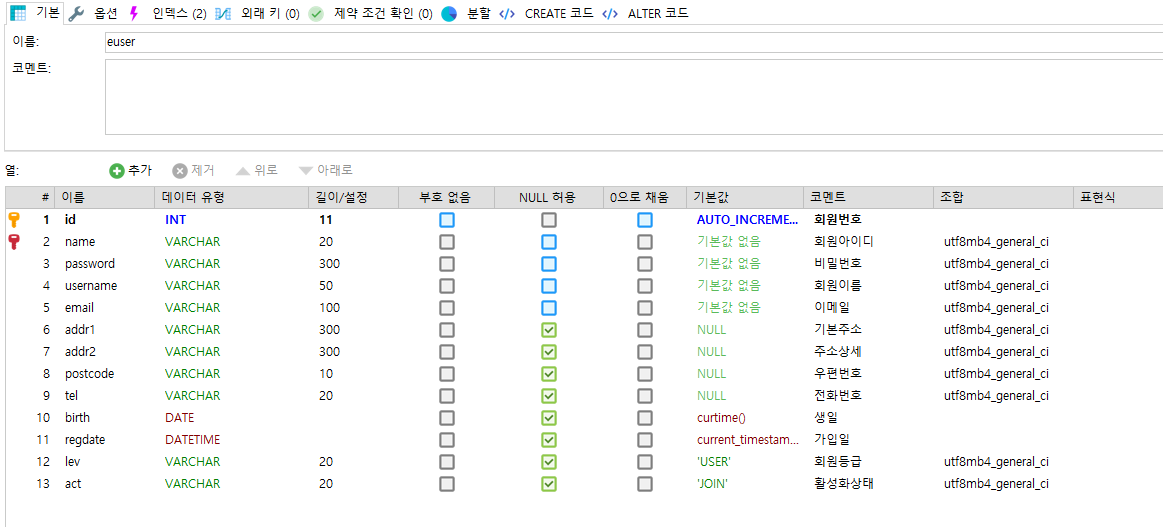 기본 옵션 인덱스 (2) 외래 키 (0) 제약 조건 확인 (0) 분할 CREATE 코드 ALTER 코드
이름: euser
코멘트:
열: 추가 제거 위로 아래로
# 이름 데이터 유형 길이/설정 부호 없음 NULL 허용 0으로 채움 기본값 코멘트 조합 표현식
1 id INT 11 AUTO_INCREME... 회원번호
2 name VARCHAR 20 기본값 없음 회원아이디 utf8mb4_general_ci
3 password VARCHAR 300 기본값 없음 비밀번호 utf8mb4_general_ci
4 username VARCHAR 50 기본값 없음 회원이름 utf8mb4_general_ci
5 email VARCHAR 100 기본값 없음 이메일 utf8mb4_general_ci
6 addr1 VARCHAR 300 NULL 기본주소 utf8mb4_general_ci
7 addr2 VARCHAR 300 NULL 주소상세 utf8mb4_general_ci
8 postcode VARCHAR 10 NULL 우편번호 utf8mb4_general_ci
9 tel VARCHAR 20 NULL 전화번호 utf8mb4_general_ci
10 birth DATE curtime() 생일
11 regdate DATETIME current_timestam... 가입일
12 lev VARCHAR 20 'USER' 회원등급 utf8mb4_general_ci
13 act VARCHAR 20 'JOIN' 활성화상태 utf8mb4_general_ci